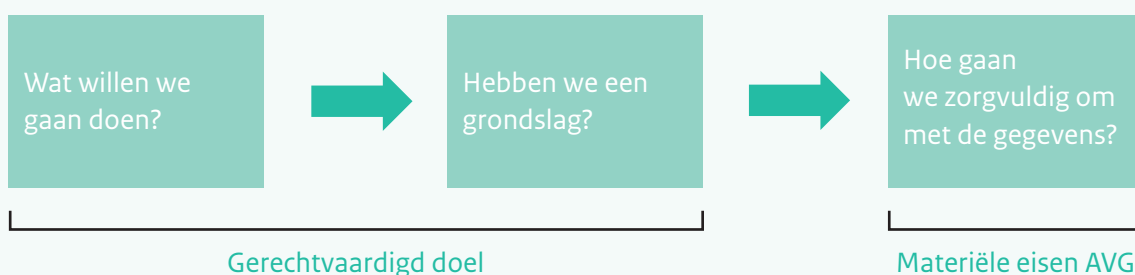 Wat willen we
gaan doen?
Hebben we een
grondslag?
Hoe gaan
we zorgvuldig om
met de gegevens?
Gerechtvaardigd doel
Materiële eisen AVG